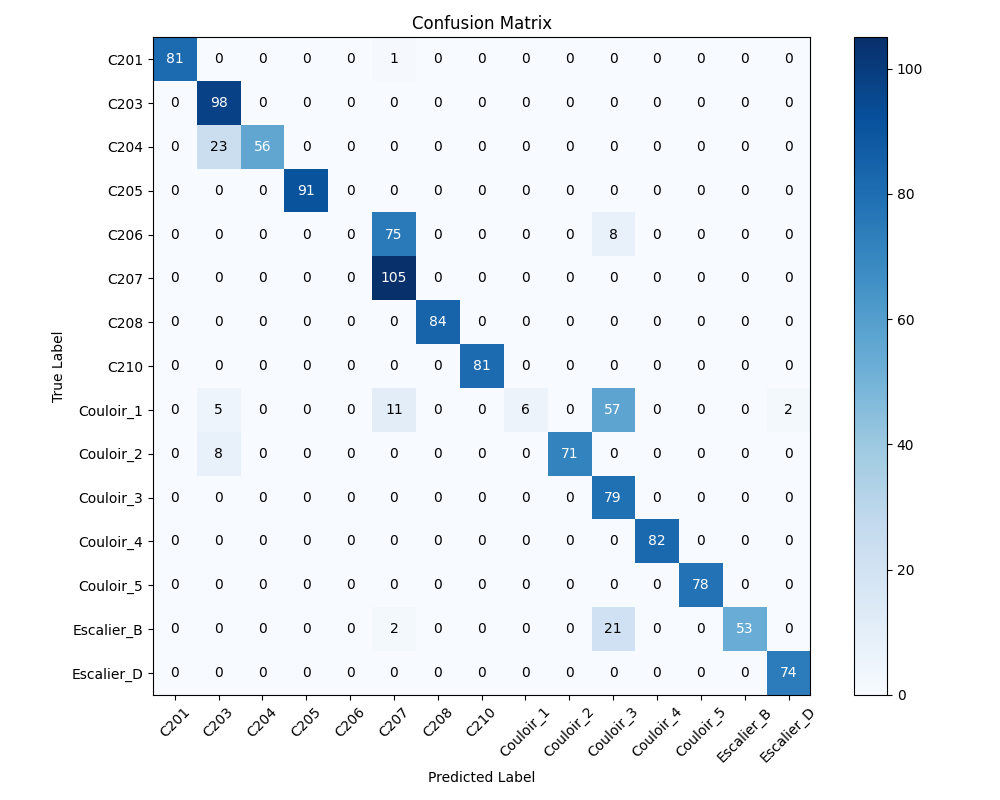 Confusion Matrix
True Label
C201 81 0 0 0 0 1 0 0 0 0 0 0 0 0 0
C203 0 98 0 0 0 0 0 0 0 0 0 0 0 0 0
C204 0 23 56 0 0 0 0 0 0 0 0 0 0 0 0
C205 0 0 0 91 0 0 0 0 0 0 0 0 0 0 0
C206 0 0 0 0 0 75 0 0 0 0 8 0 0 0 0
C207 0 0 0 0 0 105 0 0 0 0 0 0 0 0 0
C208 0 0 0 0 0 0 84 0 0 0 0 0 0 0 0
C210 0 0 0 0 0 0 0 81 0 0 0 0 0 0 0
Couloir_1 0 5 0 0 0 11 0 0 6 0 57 0 0 0 2
Couloir_2 0 8 0 0 0 0 0 0 0 71 0 0 0 0 0
Couloir_3 0 0 0 0 0 0 0 0 0 0 79 0 0 0 0
Couloir_4 0 0 0 0 0 0 0 0 0 0 0 82 0 0 0
Couloir_5 0 0 0 0 0 0 0 0 0 0 0 0 78 0 0
Escalier_B 0 0 0 0 0 2 0 0 0 0 21 0 0 53 0
Escalier_D 0 0 0 0 0 0 0 0 0 0 0 0 0 0 74
C201 C203 C204 C205 C206 C207 C208 C210 Couloir_1 Couloir_2 Couloir_3 Couloir_4 Couloir_5 Escalier_B Escalier_D
Predicted Label
100
80
60
40
20
0